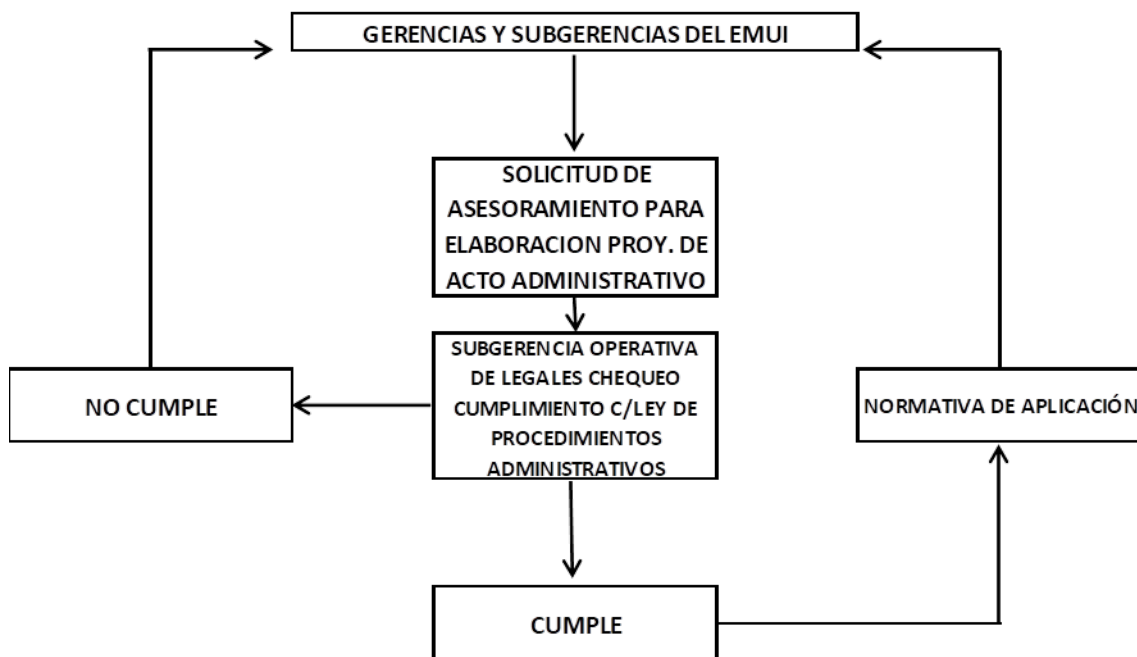 GERENCIAS Y SUBGERENCIAS DEL EMUI
SOLICITUD DE
ASESORAMIENTO PARA
ELABORACION PROY. DE
ACTO ADMINISTRATIVO
SUBGERENCIA OPERATIVA
DE LEGALES CHEQUEO
CUMPLIMIENTO C/LEY DE
PROCEDIMIENTOS
ADMINISTRATIVOS
NO CUMPLE
NORMATIVA DE APLICACIÓN
CUMPLE